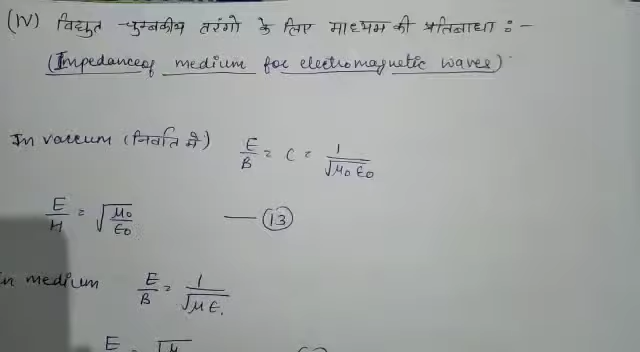 (IV) विद्युत चुम्बकीय तरंगो के लिए माध्यम की प्रतिबाधा :-
(Impedance of medium for electromagnetic waves).
In vaccum (निर्वात में) E/B = C = 1/√μ₀ε₀
E/H = √μ₀/ε₀ —— (13)
in medium E/B = 1/√με.
E √μ